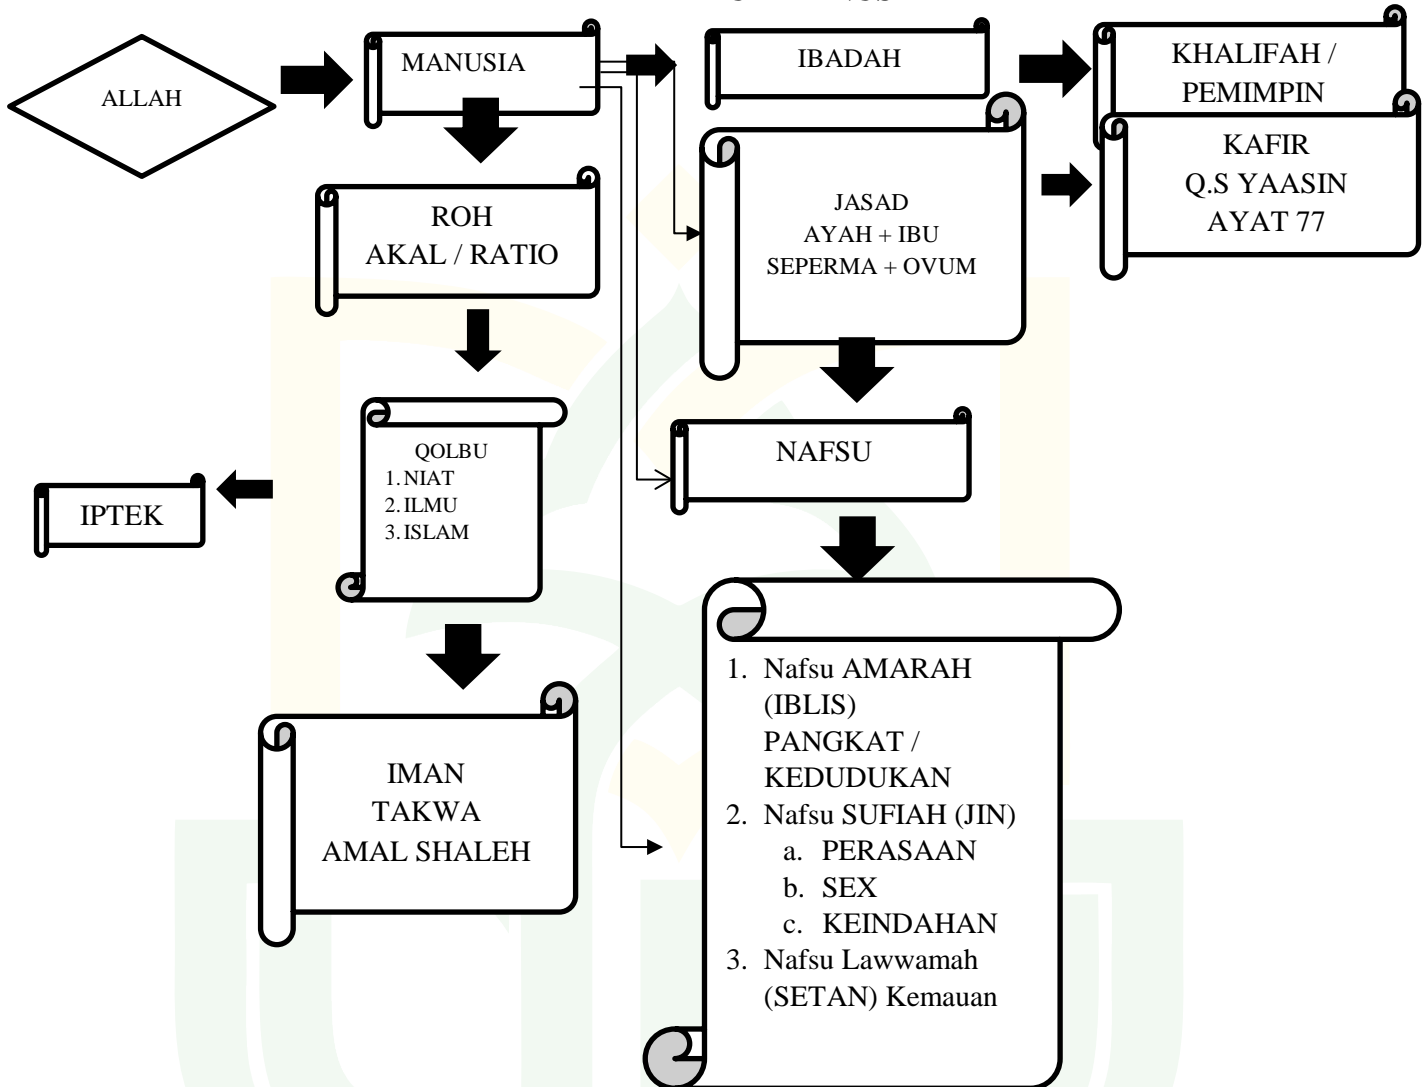 ALLAH
MANUSIA
IBADAH
KHALIFAH /
PEMIMPIN
KAFIR
Q.S YAASIN
AYAT 77
ROH
AKAL / RATIO
JASAD
AYAH + IBU
SEPERMA + OVUM
QOLBU
1. NIAT
2. ILMU
3. ISLAM
NAFSU
IPTEK
IMAN
TAKWA
AMAL SHALEH
1. Nafsu AMARAH
(IBLIS)
PANGKAT /
KEDUDUKAN
2. Nafsu SUFIAH (JIN)
a. PERASAAN
b. SEX
c. KEINDAHAN
3. Nafsu Lawwamah
(SETAN) Kemauan